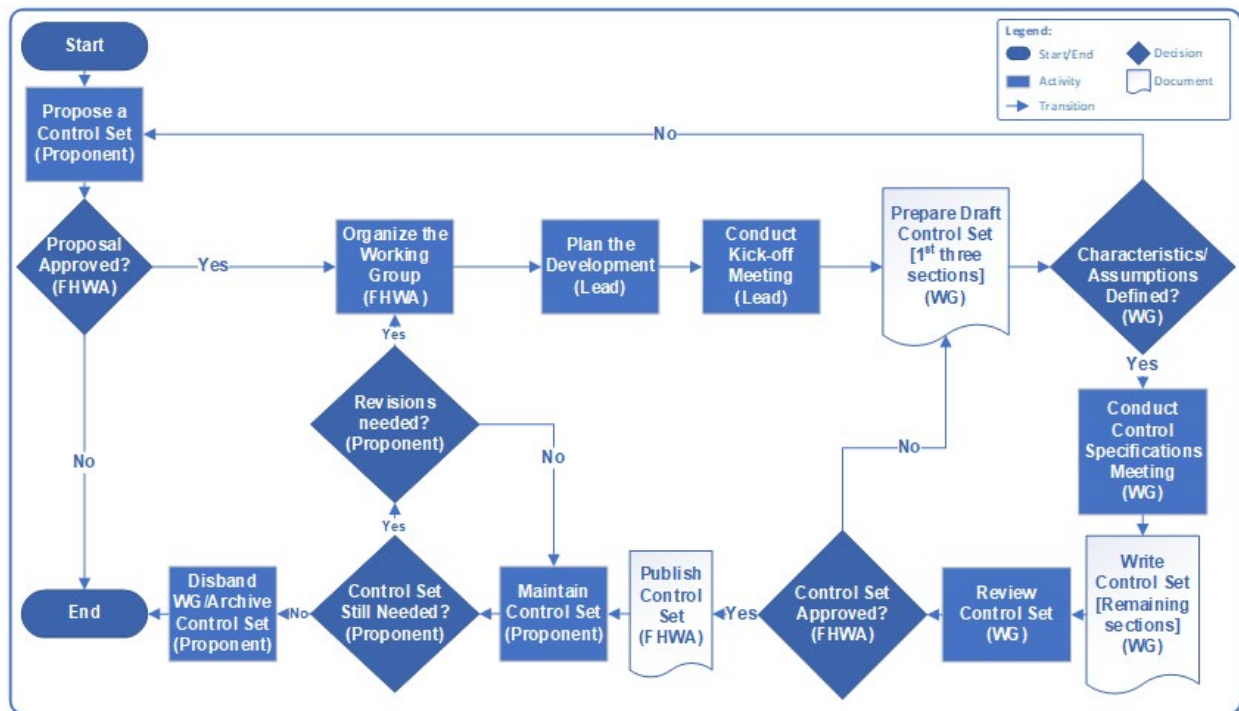 Start
Legend:
Start/End
Decision
Activity
Document
Transition
Propose a
Control Set
(Proponent)
No
Proposal
Approved?
(FHWA)
Yes
Organize the
Working
Group
(FHWA)
Plan the
Development
(Lead)
Conduct
Kick-off
Meeting
(Lead)
Prepare Draft
Control Set
[1st three
sections]
(WG)
Characteristics/
Assumptions
Defined?
(WG)
Yes
Yes
Revisions
needed?
(Proponent)
No
No
No
Conduct
Control
Specifications
Meeting
(WG)
Yes
End
Disband
WG/Archive
Control Set
(Proponent)
No
Control Set
Still Needed?
(Proponent)
Maintain
Control Set
(Proponent)
Publish
Control
Set
(FHWA)
Yes
Control Set
Approved?
(FHWA)
Review
Control Set
(WG)
Write
Control Set
[Remaining
sections]
(WG)